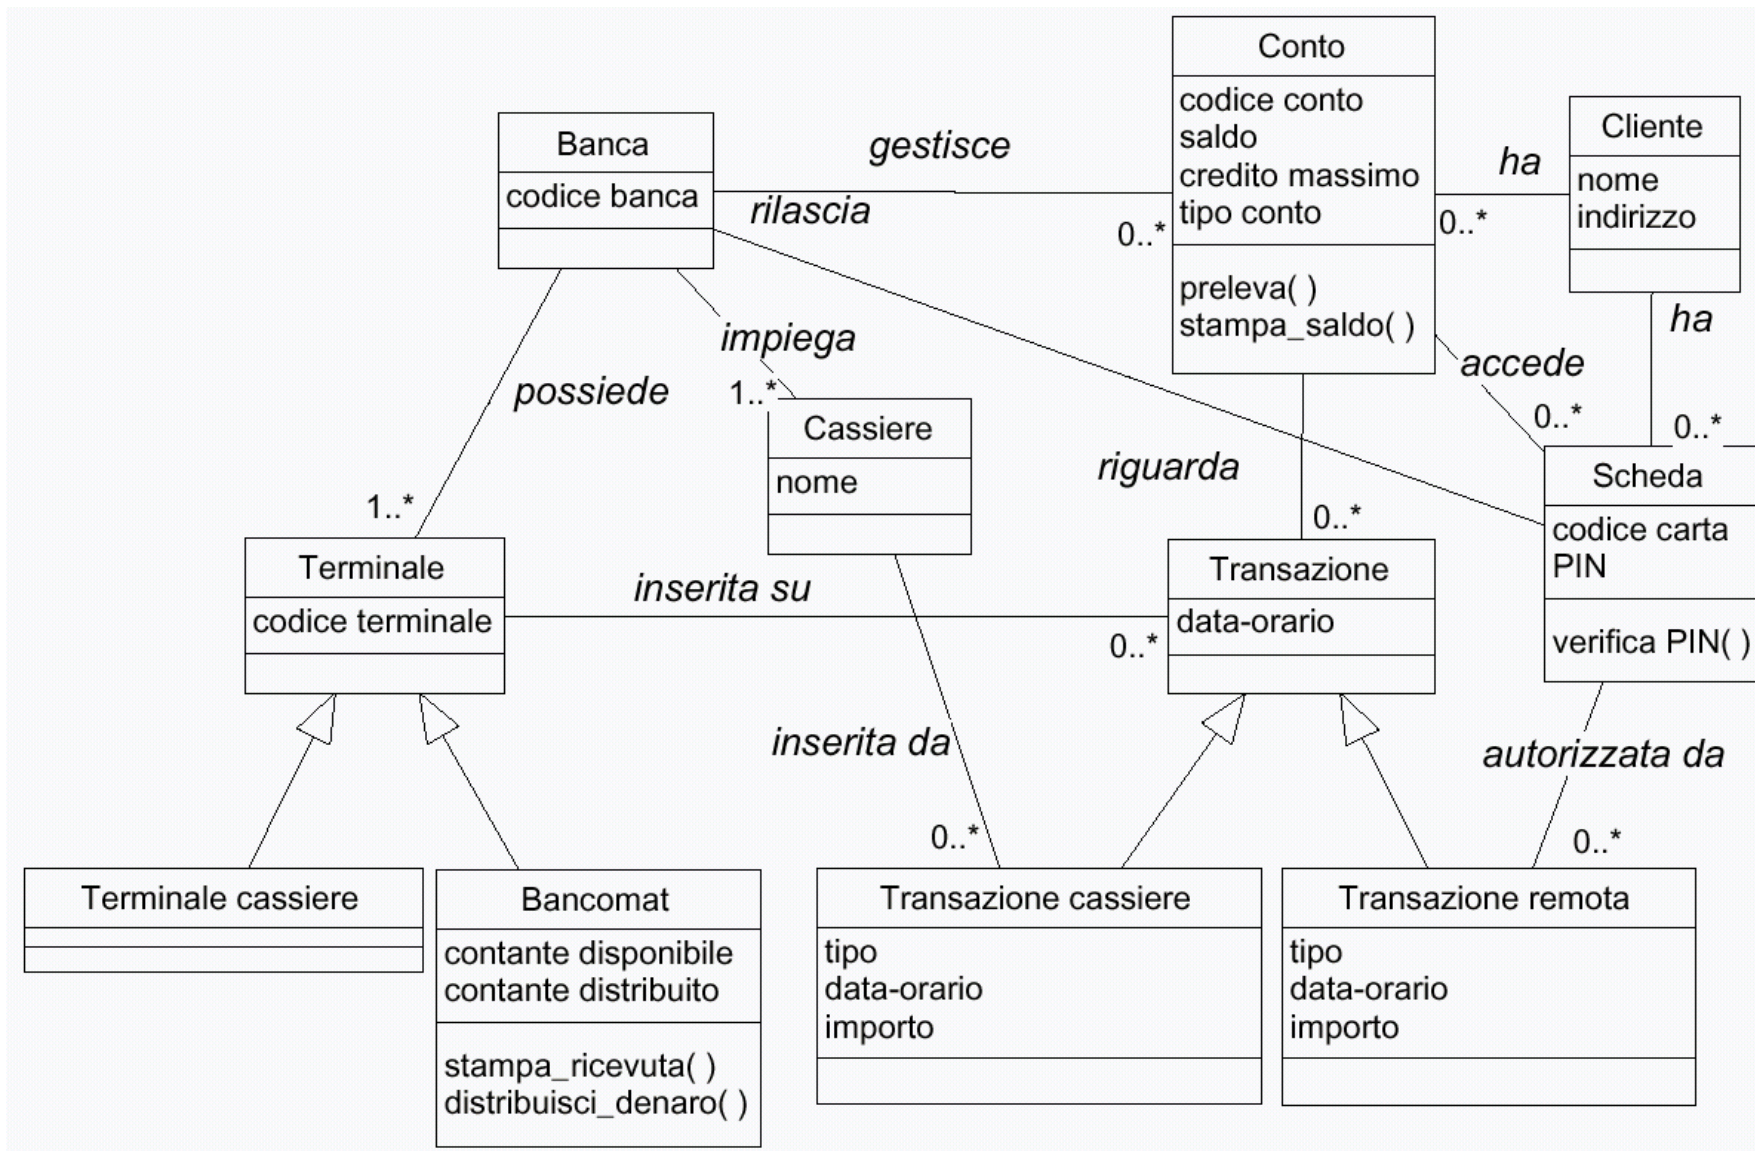 Conto
codice conto
saldo
credito massimo
tipo conto
preleva( )
stampa_saldo( )
Cliente
nome
indirizzo
Banca
codice banca
gestisce
0..*
ha
0..*
rilascia
impiega
1..*
possiede
1..*
accede
0..*
ha
0..*
Cassiere
nome
riguarda
0..*
Scheda
codice carta
PIN
verifica PIN( )
Terminale
codice terminale
inserita su
0..*
Transazione
data-orario
inserita da
0..*
autorizzata da
0..*
Terminale cassiere
Bancomat
contante disponibile
contante distribuito
stampa_ricevuta( )
distribuisci_denaro( )
Transazione cassiere
tipo
data-orario
importo
Transazione remota
tipo
data-orario
importo